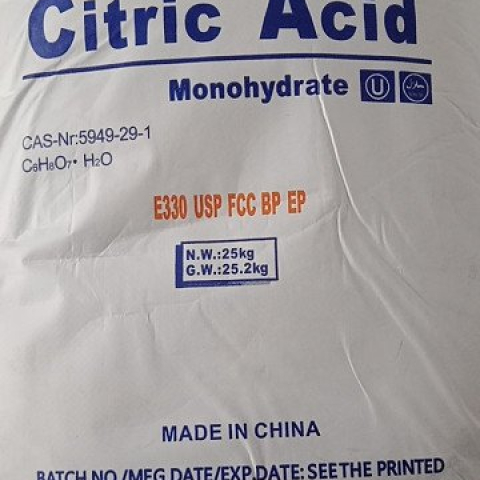 Citric Acid
Monohydrate U
CAS-Nr:5949-29-1
C₆H₈O₇• H₂O
E330 USP FCC BP EP
N.W.:25kg
G.W.:25.2kg
MADE IN CHINA
BATCH NO./MFG DATE/EXP.DATE: SEE THE PRINTED